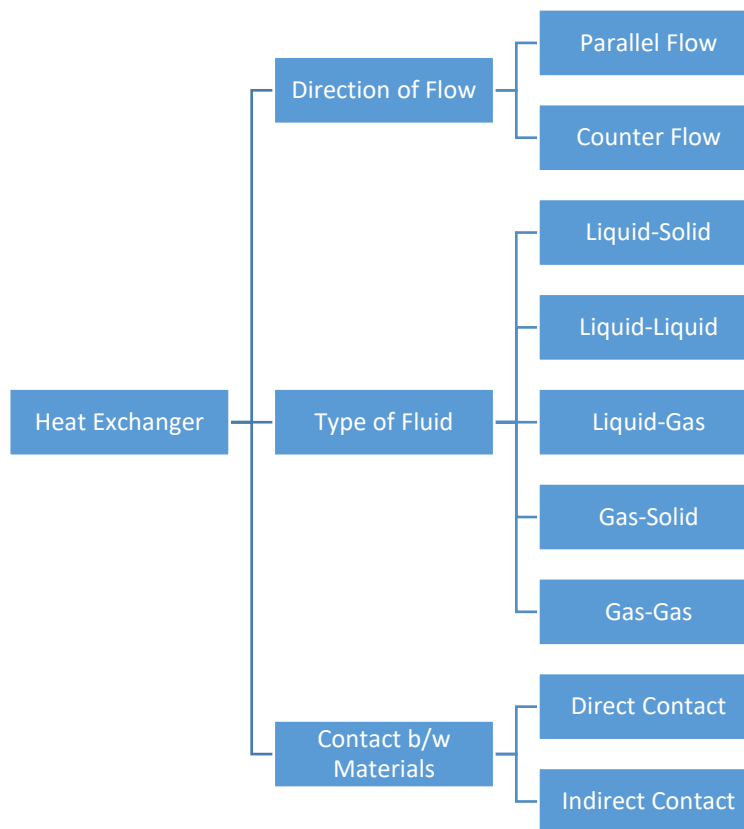 Heat Exchanger
Direction of Flow
Parallel Flow
Counter Flow
Type of Fluid
Liquid-Solid
Liquid-Liquid
Liquid-Gas
Gas-Solid
Gas-Gas
Contact b/w
Materials
Direct Contact
Indirect Contact